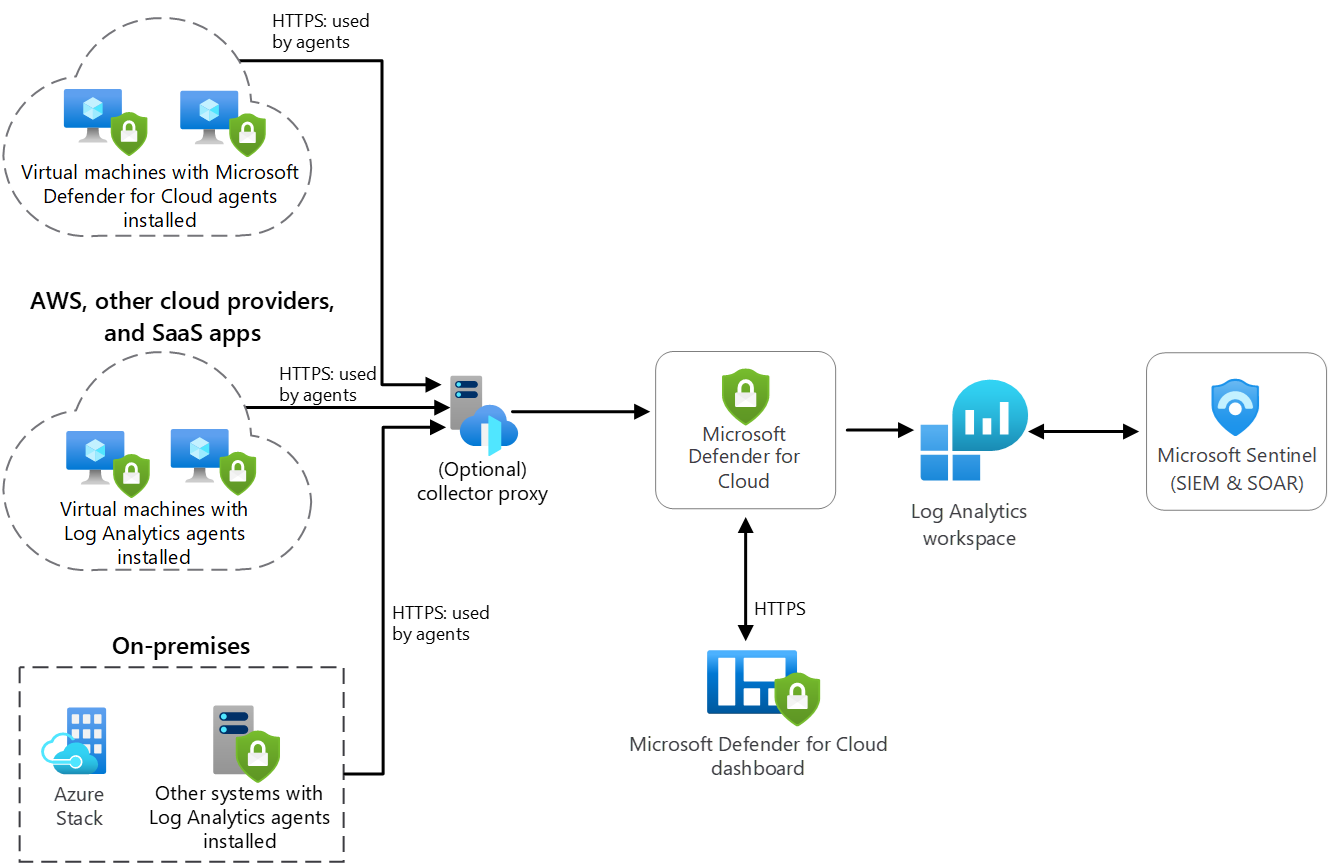 HTTPS: used
by agents
Virtual machines with Microsoft
Defender for Cloud agents
installed
AWS, other cloud providers,
and SaaS apps
HTTPS: used
by agents
Virtual machines with
Log Analytics agents
installed
(Optional)
collector proxy
Microsoft
Defender for
Cloud
Log Analytics
workspace
Microsoft Sentinel
(SIEM & SOAR)
HTTPS: used
by agents
HTTPS
Microsoft Defender for Cloud
dashboard
On-premises
Azure
Stack
Other systems with
Log Analytics agents
installed